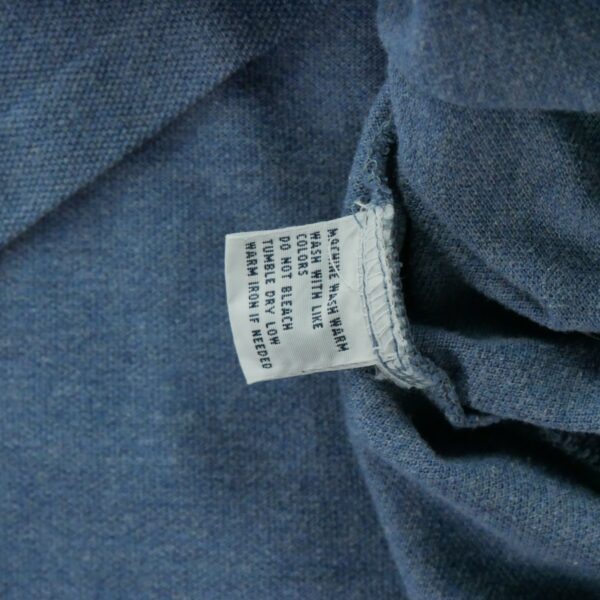 MACHINE WASH WARM
WASH WITH LIKE
COLORS
DO NOT BLEACH
TUMBLE DRY LOW
WARM IRON IF NEEDED